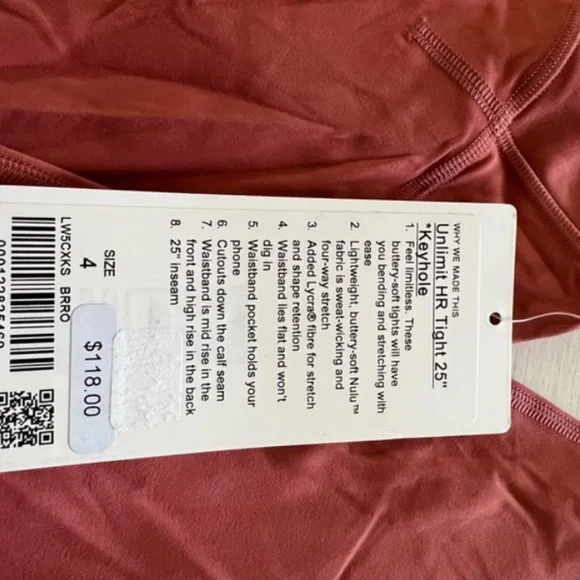 WHY WE MADE THIS
Unlimit HR Tight 25"
*Keyhole
1. Feel limitless. These
buttery-soft tights will have
you bending and stretching with
ease
2. Lightweight, buttery-soft Nulu™
fabric is sweat-wicking and
four-way stretch
3. Added Lycra® fibre for stretch
and shape retention
4. Waistband lies flat and won't
dig in
5. Waistband pocket holds your
phone
6. Cutouts down the calf seam
7. Waistband is mid rise in the
front and high rise in the back
8. 25" inseam
SIZE
4
$118.00
LW5CXKS BRRO